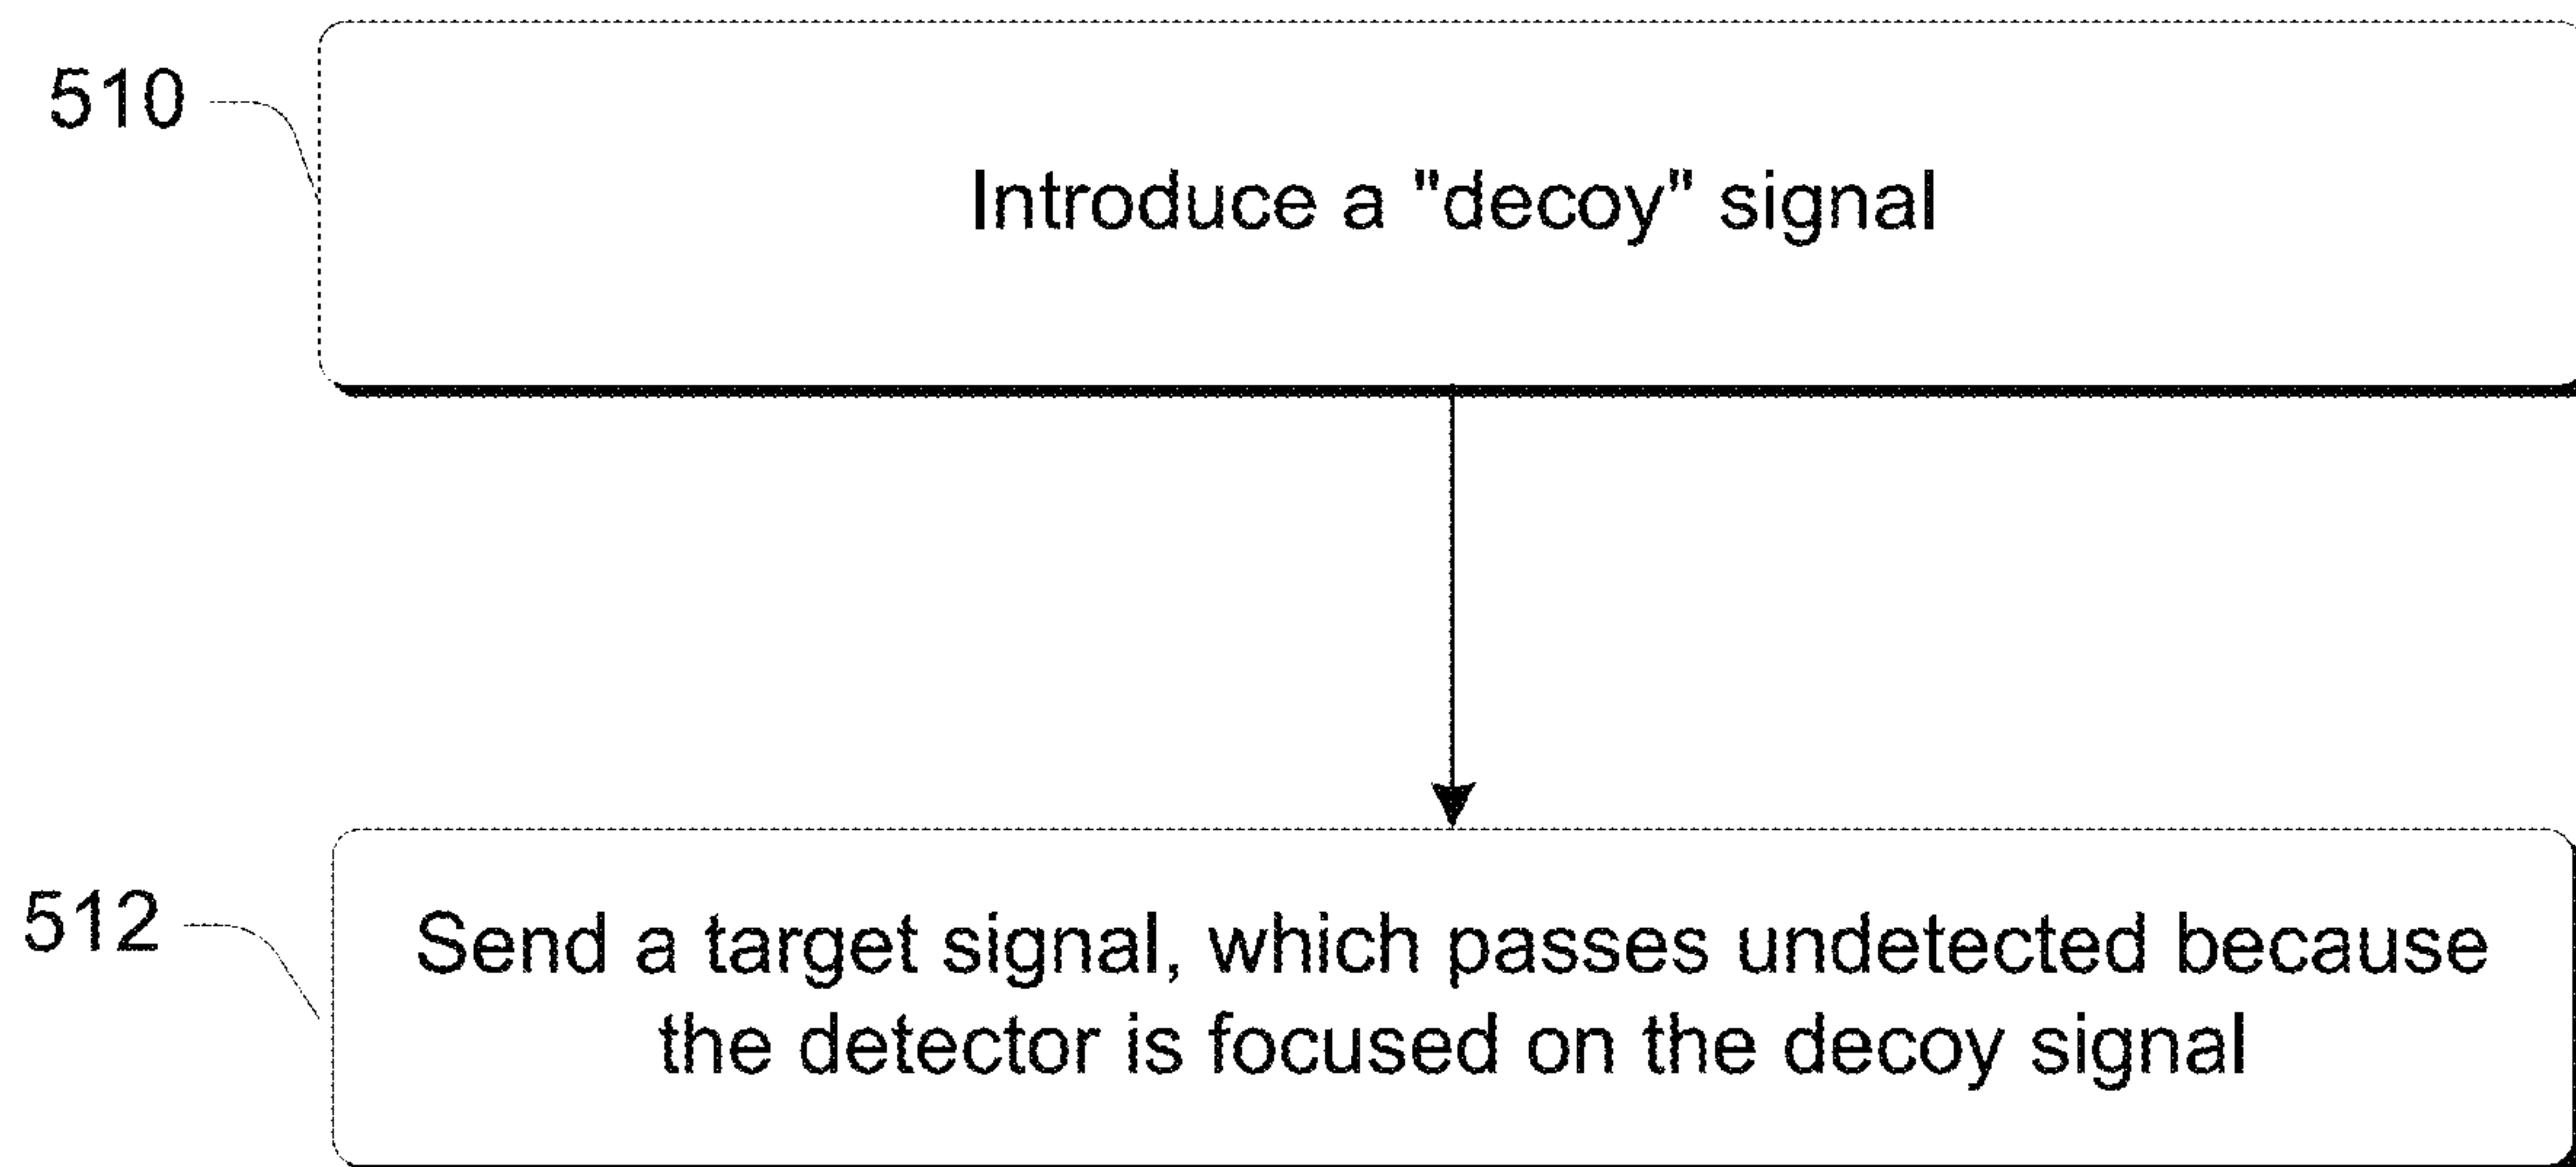 510
Introduce a "decoy" signal
512
Send a target signal, which passes undetected because
the detector is focused on the decoy signal